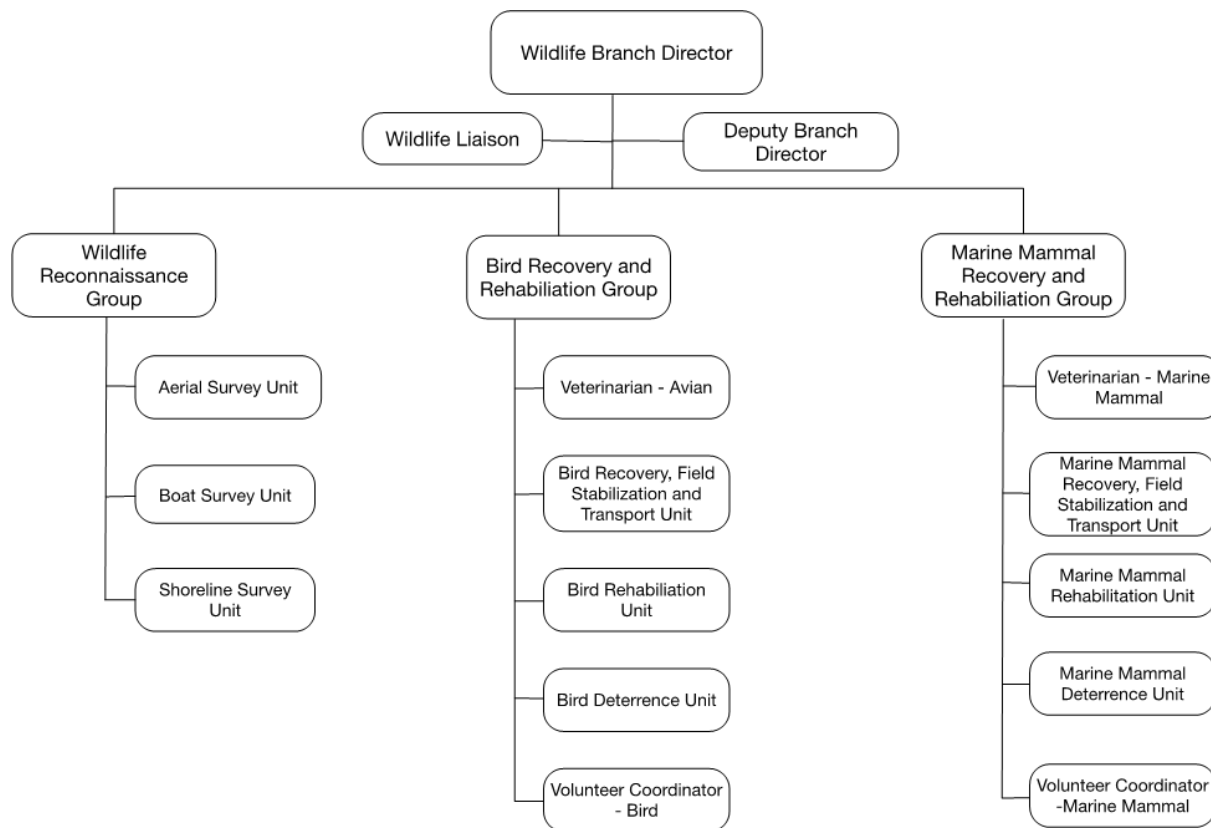 Wildlife Branch Director
Wildlife Liaison
Deputy Branch
Director
Wildlife
Reconnaissance
Group
Bird Recovery and
Rehabiliation Group
Marine Mammal
Recovery and
Rehabiliation Group
Aerial Survey Unit
Boat Survey Unit
Shoreline Survey
Unit
Veterinarian - Avian
Bird Recovery, Field
Stabilization and
Transport Unit
Bird Rehabiliation
Unit
Bird Deterrence Unit
Volunteer Coordinator
- Bird
Veterinarian - Marine
Mammal
Marine Mammal
Recovery, Field
Stabilization and
Transport Unit
Marine Mammal
Rehabilitation Unit
Marine Mammal
Deterrence Unit
Volunteer Coordinator
-Marine Mammal